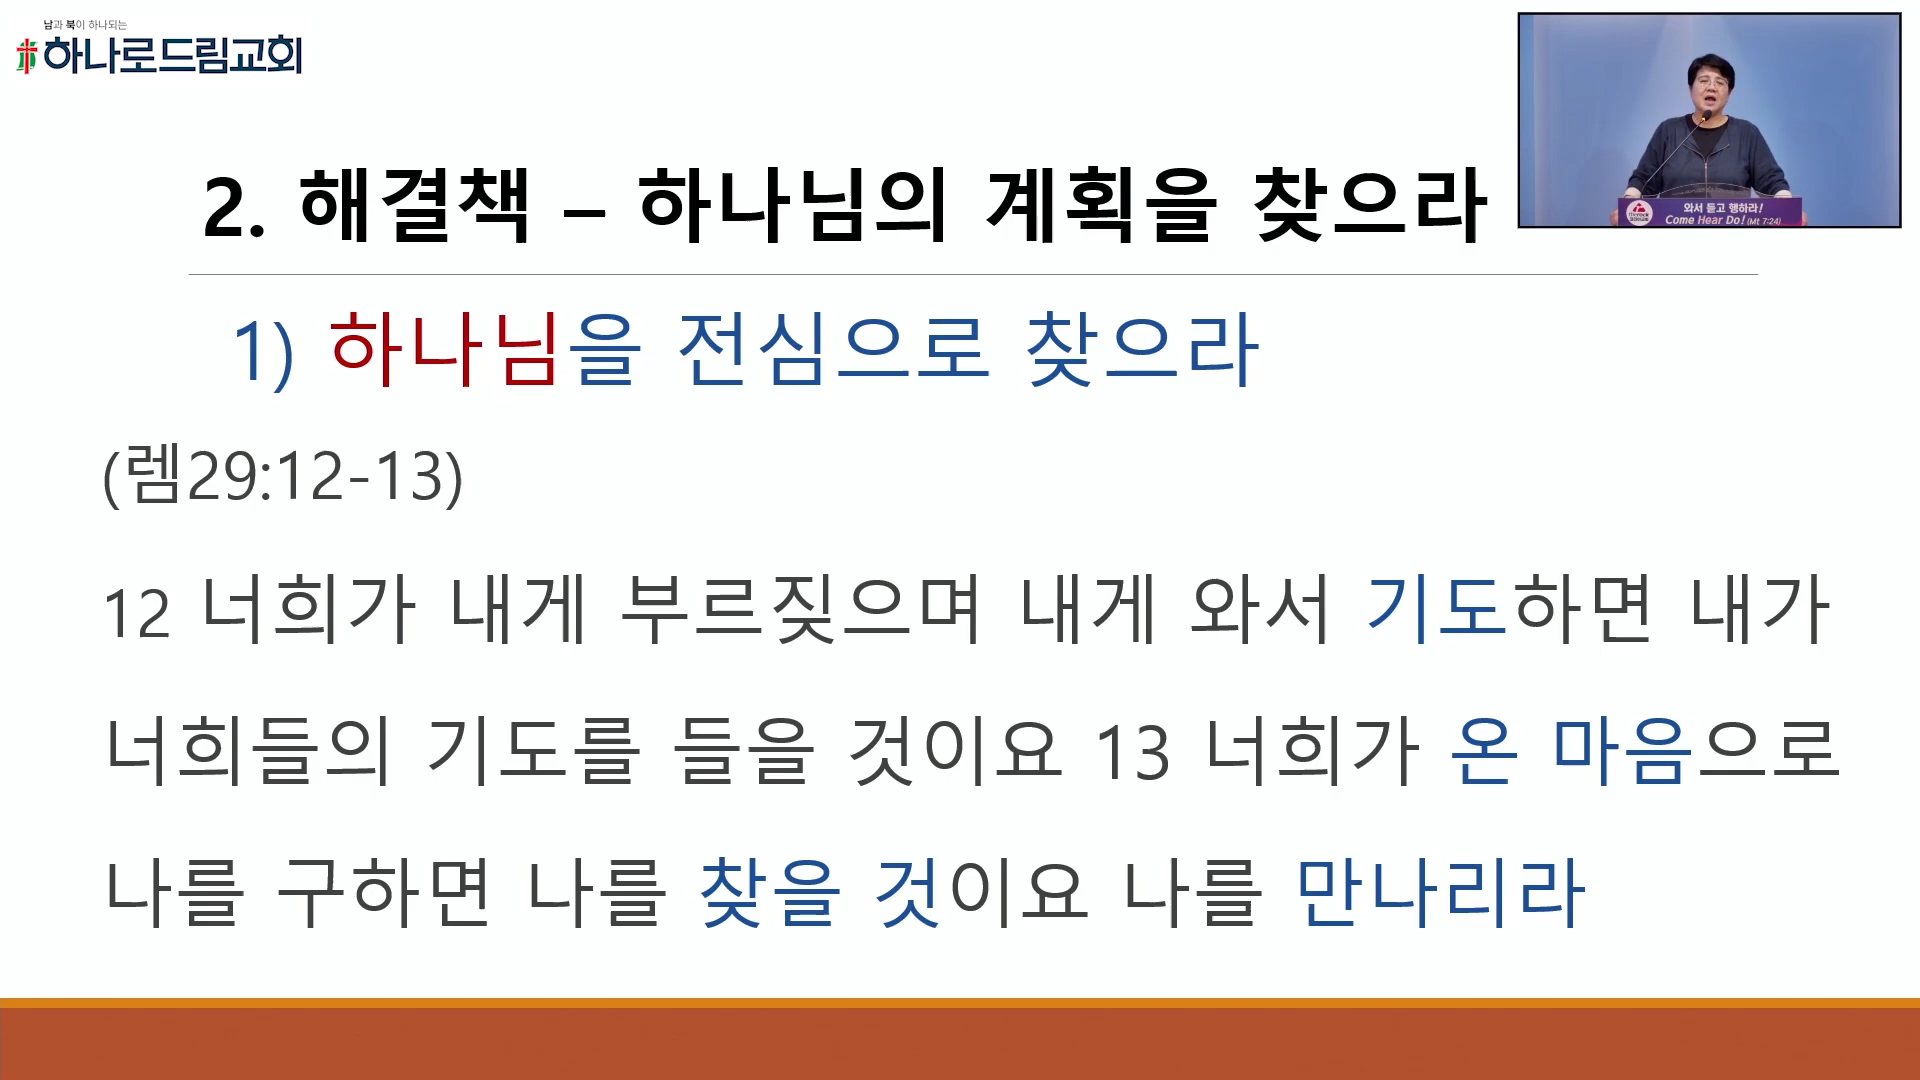 남과 북이 하나되는
하나로드림교회
2. 해결책 – 하나님의 계획을 찾으라
와서 듣고 행하라!
Come Hear Do! (Mt 7:24)
1) 하나님을 전심으로 찾으라
(렘29:12-13)
12 너희가 내게 부르짖으며 내게 와서 기도하면 내가
너희들의 기도를 들을 것이요 13 너희가 온 마음으로
나를 구하면 나를 찾을 것이요 나를 만나리라